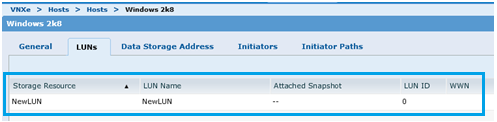 VNXe > Hosts > Hosts > Windows 2k8
Windows 2k8
General LUNs Data Storage Address Initiators Initiator Paths
Storage Resource ▲ LUN Name Attached Snapshot LUN ID WWN
NewLUN NewLUN -- 0